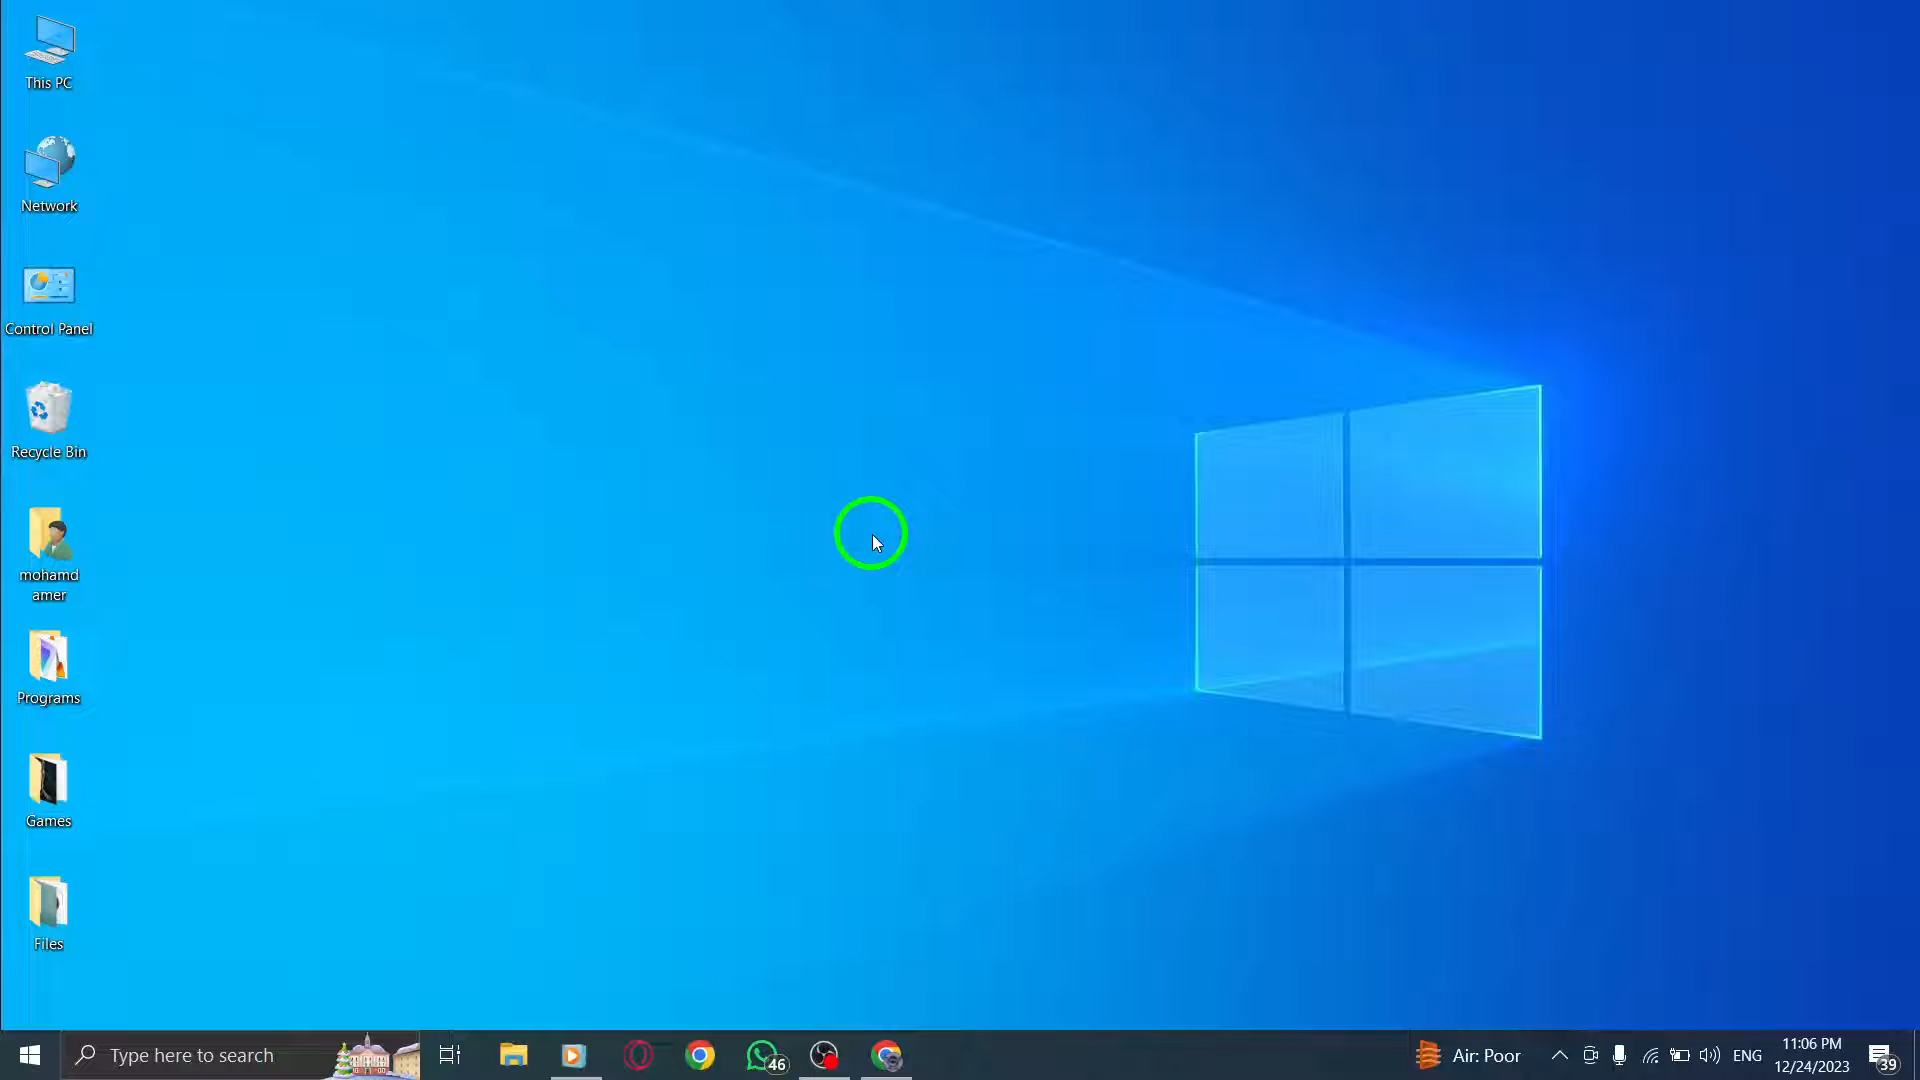 This PC
Network
Control Panel
Recycle Bin
mohamd
amer
Programs
Games
Files
Type here to search
46
Air: Poor
ENG
11:06 PM
12/24/2023
39